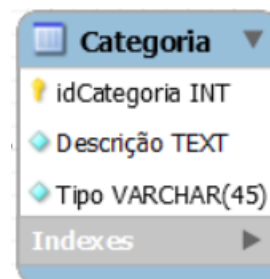 Categoria
idCategoria INT
Descrição TEXT
Tipo VARCHAR(45)
Indexes